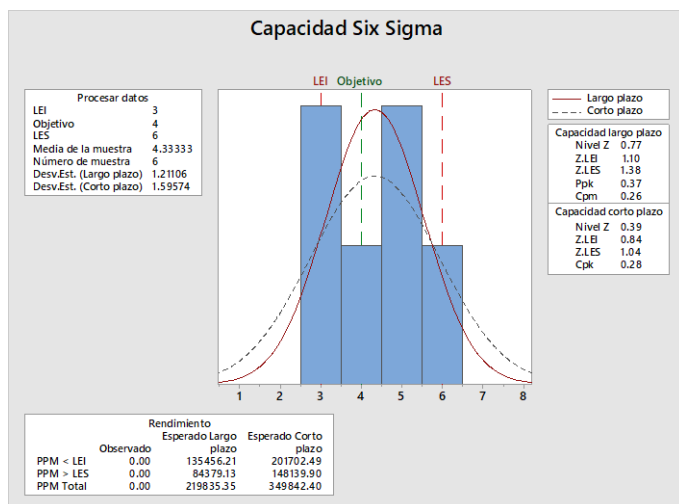 Capacidad Six Sigma
LEI Objetivo LES
Procesar datos
LEI 3
Objetivo 4
LES 6
Media de la muestra 4.33333
Número de muestra 6
Desv.Est. (Largo plazo) 1.21106
Desv.Est. (Corto plazo) 1.59574
Largo plazo
Corto plazo
Capacidad largo plazo
Nivel Z 0.77
Z.LEI 1.10
Z.LES 1.38
Ppk 0.37
Cpm 0.26
Capacidad corto plazo
Nivel Z 0.39
Z.LEI 0.84
Z.LES 1.04
Cpk 0.28
1 2 3 4 5 6 7 8
Rendimiento
Esperado Largo Esperado Corto
Observado plazo plazo
PPM < LEI 0.00 135456.21 201702.49
PPM > LES 0.00 84379.13 148139.90
PPM Total 0.00 219835.35 349842.40